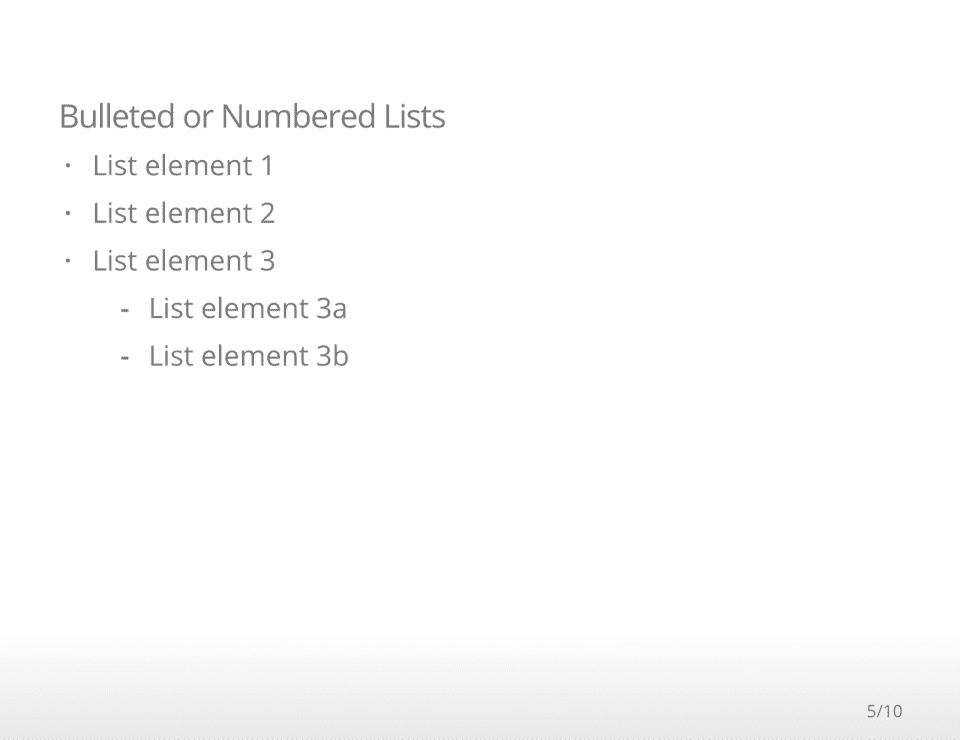 Bulleted or Numbered Lists
· List element 1
· List element 2
· List element 3
- List element 3a
- List element 3b
5/10